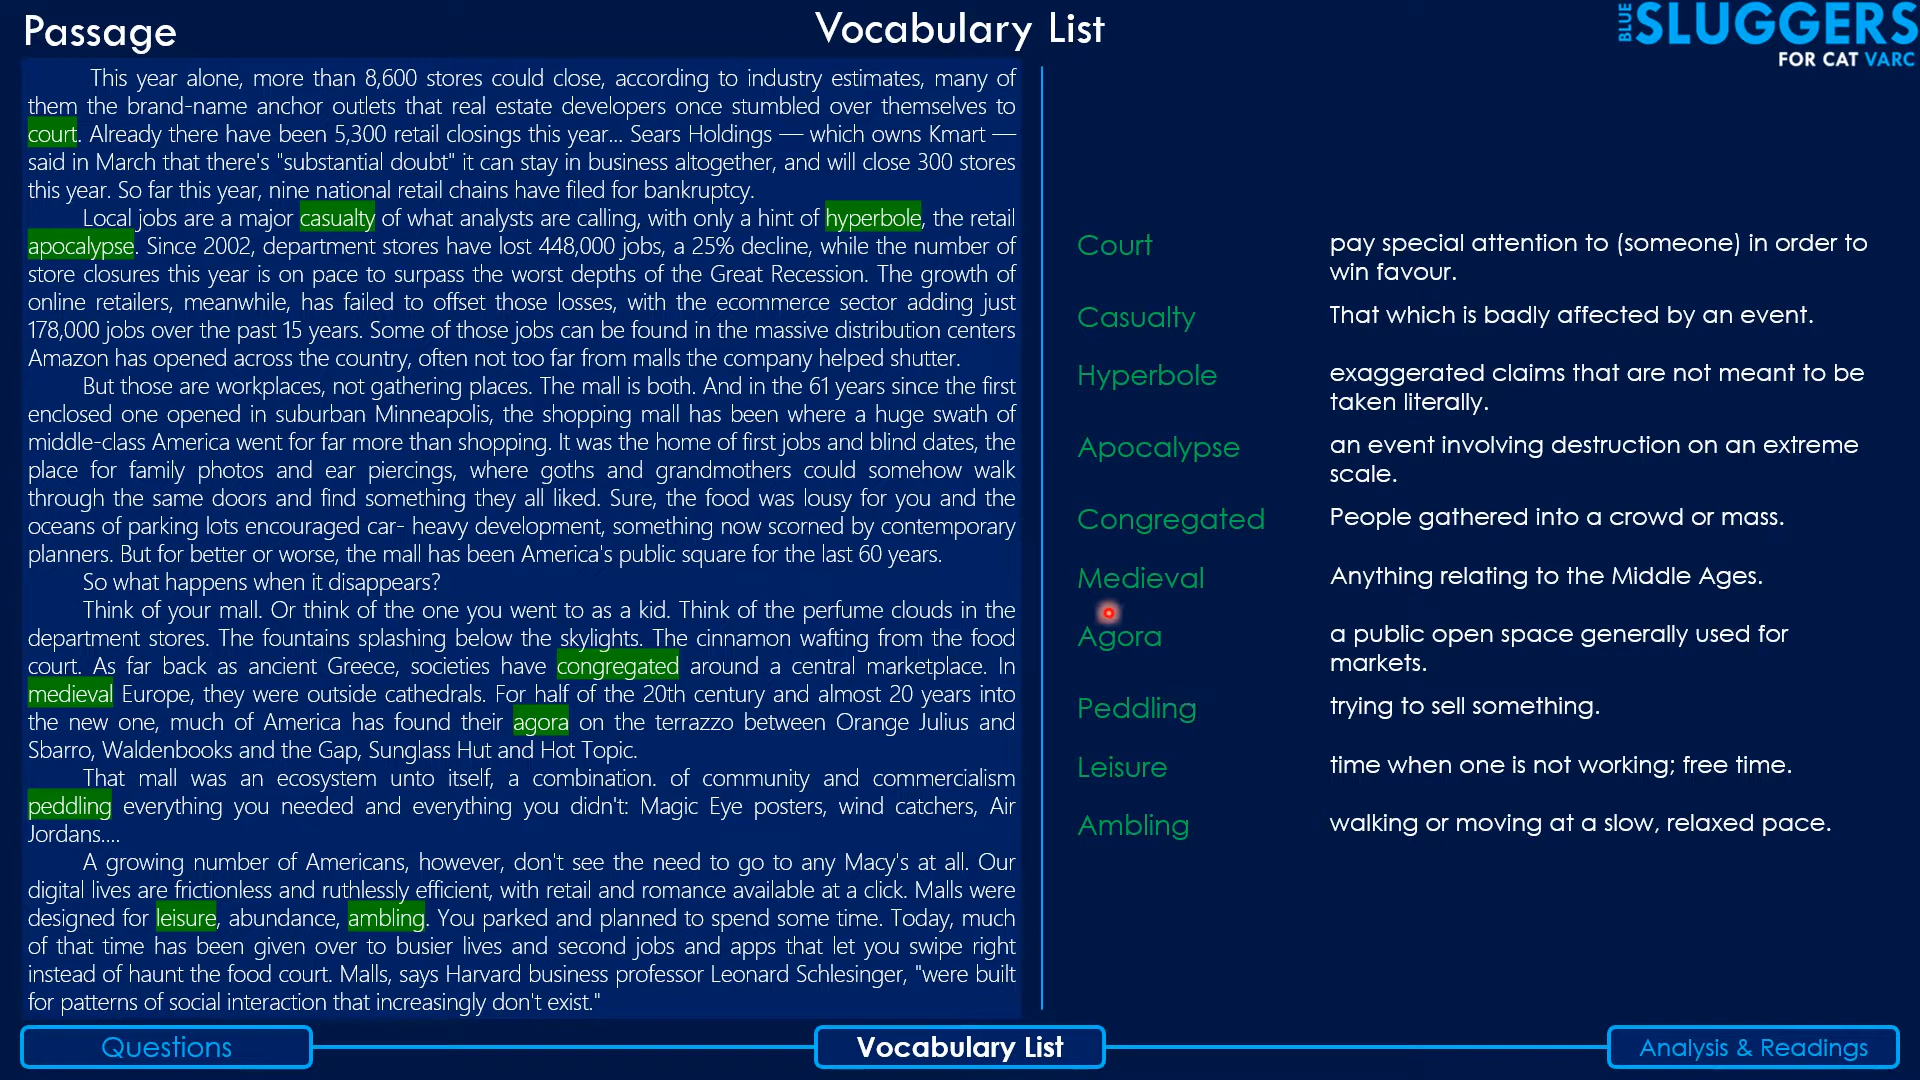 Passage
Vocabulary List
BLUE SLUGGERS
FOR CAT VARC
This year alone, more than 8,600 stores could close, according to industry estimates, many of
them the brand-name anchor outlets that real estate developers once stumbled over themselves to
court. Already there have been 5,300 retail closings this year... Sears Holdings — which owns Kmart —
said in March that there's "substantial doubt" it can stay in business altogether, and will close 300 stores
this year. So far this year, nine national retail chains have filed for bankruptcy.
Local jobs are a major casualty of what analysts are calling, with only a hint of hyperbole, the retail
apocalypse. Since 2002, department stores have lost 448,000 jobs, a 25% decline, while the number of
store closures this year is on pace to surpass the worst depths of the Great Recession. The growth of
online retailers, meanwhile, has failed to offset those losses, with the ecommerce sector adding just
178,000 jobs over the past 15 years. Some of those jobs can be found in the massive distribution centers
Amazon has opened across the country, often not too far from malls the company helped shutter.
But those are workplaces, not gathering places. The mall is both. And in the 61 years since the first
enclosed one opened in suburban Minneapolis, the shopping mall has been where a huge swath of
middle-class America went for far more than shopping. It was the home of first jobs and blind dates, the
place for family photos and ear piercings, where goths and grandmothers could somehow walk
through the same doors and find something they all liked. Sure, the food was lousy for you and the
oceans of parking lots encouraged car- heavy development, something now scorned by contemporary
planners. But for better or worse, the mall has been America's public square for the last 60 years.
So what happens when it disappears?
Think of your mall. Or think of the one you went to as a kid. Think of the perfume clouds in the
department stores. The fountains splashing below the skylights. The cinnamon wafting from the food
court. As far back as ancient Greece, societies have congregated around a central marketplace. In
medieval Europe, they were outside cathedrals. For half of the 20th century and almost 20 years into
the new one, much of America has found their agora on the terrazzo between Orange Julius and
Sbarro, Waldenbooks and the Gap, Sunglass Hut and Hot Topic.
That mall was an ecosystem unto itself, a combination. of community and commercialism
peddling everything you needed and everything you didn't: Magic Eye posters, wind catchers, Air
Jordans....
A growing number of Americans, however, don't see the need to go to any Macy's at all. Our
digital lives are frictionless and ruthlessly efficient, with retail and romance available at a click. Malls were
designed for leisure, abundance, ambling. You parked and planned to spend some time. Today, much
of that time has been given over to busier lives and second jobs and apps that let you swipe right
instead of haunt the food court. Malls, says Harvard business professor Leonard Schlesinger, "were built
for patterns of social interaction that increasingly don't exist."
Court pay special attention to (someone) in order to
win favour.
Casualty That which is badly affected by an event.
Hyperbole exaggerated claims that are not meant to be
taken literally.
Apocalypse an event involving destruction on an extreme
scale.
Congregated People gathered into a crowd or mass.
Medieval Anything relating to the Middle Ages.
Agora a public open space generally used for
markets.
Peddling trying to sell something.
Leisure time when one is not working; free time.
Ambling walking or moving at a slow, relaxed pace.
Questions
Vocabulary List
Analysis & Readings